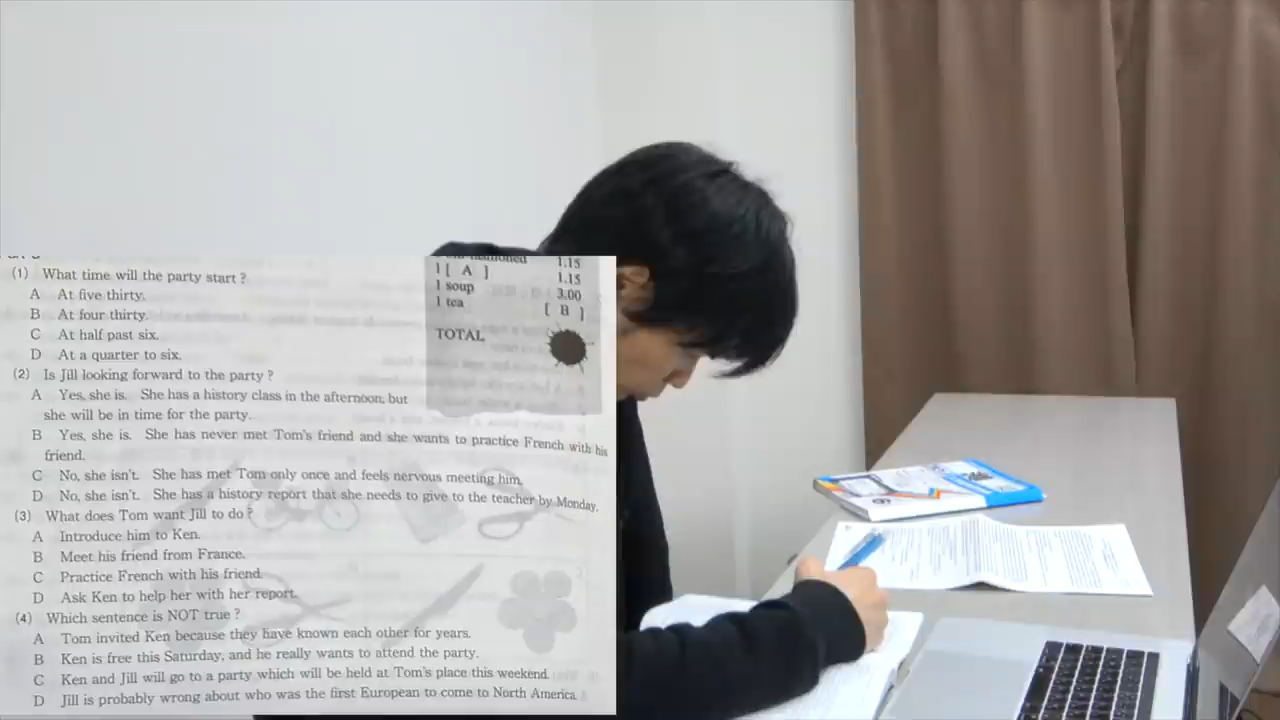 (1) What time will the party start ?
A At five thirty.
B At four thirty.
C At half past six.
D At a quarter to six.
(2) Is Jill looking forward to the party ?
A Yes, she is. She has a history class in the afternoon, but
she will be in time for the party.
B Yes, she is. She has never met Tom's friend and she wants to practice French with his
friend.
C No, she isn't. She has met Tom only once and feels nervous meeting him.
D No, she isn't. She has a history report that she needs to give to the teacher by Monday.
(3) What does Tom want Jill to do ?
A Introduce him to Ken.
B Meet his friend from France.
C Practice French with his friend.
D Ask Ken to help her with her report.
(4) Which sentence is NOT true ?
A Tom invited Ken because they have known each other for years.
B Ken is free this Saturday, and he really wants to attend the party.
C Ken and Jill will go to a party which will be held at Tom's place this weekend.
D Jill is probably wrong about who was the first European to come to North America.
1.15
1 [ A ] 1.15
1 soup 3.00
1 tea [ B ]
TOTAL